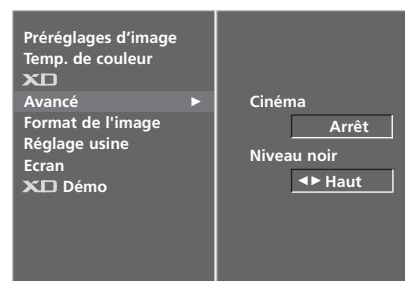 Préréglages d’image
Temp. de couleur
XD
Avancé ►
Format de l'image
Réglage usine
Ecran
XD Démo
Cinéma
Arrêt
Niveau noir
◄► Haut